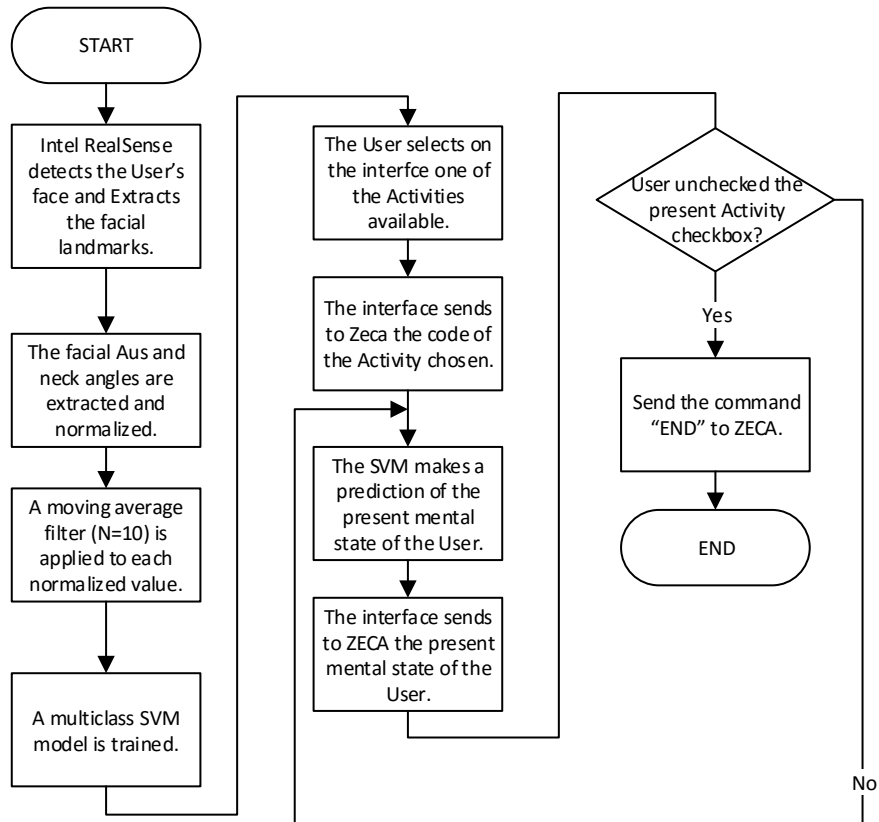 START
Intel RealSense
detects the User’s
face and Extracts
the facial
landmarks.
The facial Aus and
neck angles are
extracted and
normalized.
A moving average
filter (N=10) is
applied to each
normalized value.
A multiclass SVM
model is trained.
The User selects on
the interfce one of
the Activities
available.
The interface sends
to Zeca the code of
the Activity chosen.
The SVM makes a
prediction of the
present mental
state of the User.
The interface sends
to ZECA the present
mental state of the
User.
User unchecked the
present Activity
checkbox?
Yes
Send the command
“END” to ZECA.
END
No